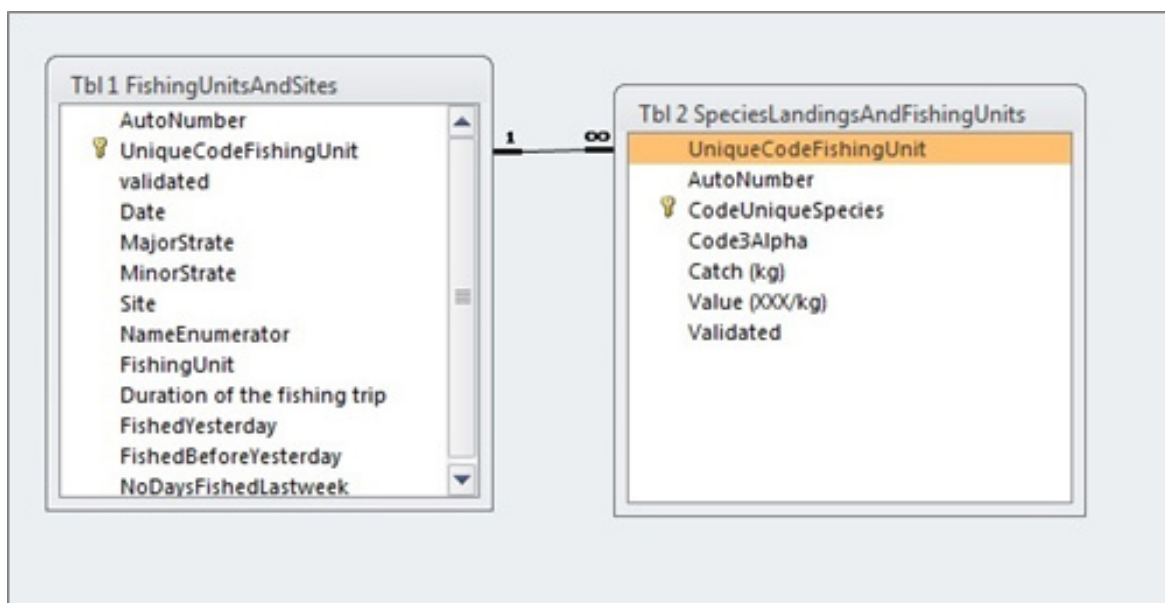 Tbl 1 FishingUnitsAndSites
AutoNumber
UniqueCodeFishingUnit
validated
Date
MajorStrate
MinorStrate
Site
NameEnumerator
FishingUnit
Duration of the fishing trip
FishedYesterday
FishedBeforeYesterday
NoDaysFishedLastweek
1 ∞
Tbl 2 SpeciesLandingsAndFishingUnits
UniqueCodeFishingUnit
AutoNumber
CodeUniqueSpecies
Code3Alpha
Catch (kg)
Value (XXX/kg)
Validated